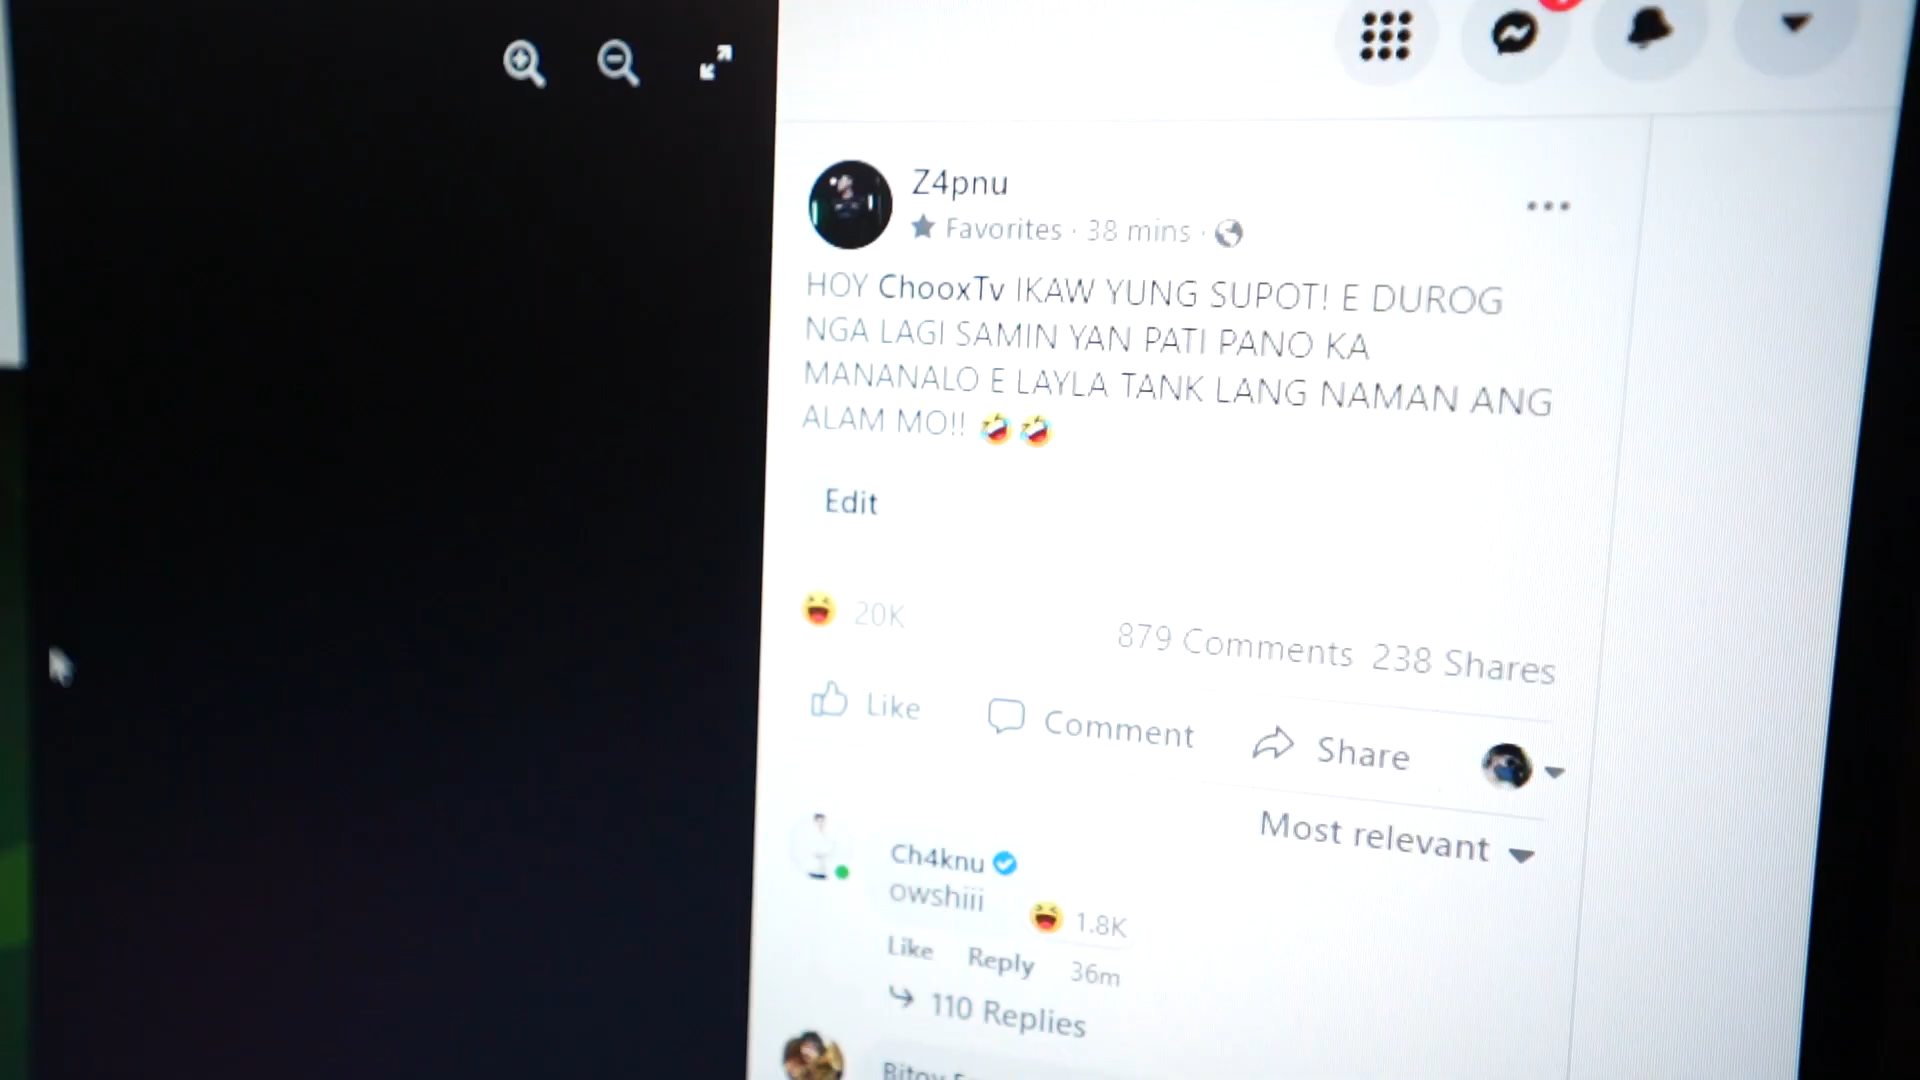 Z4pnu
Favorites · 38 mins ·
HOY ChooxTv IKAW YUNG SUPOT! E DUROG
NGA LAGI SAMIN YAN PATI PANO KA
MANANALO E LAYLA TANK LANG NAMAN ANG
ALAM MO!! 🤣🤣
Edit
😆 20K
879 Comments 238 Shares
Like Comment Share
Most relevant
Ch4knu
owshiii
😆 1.8K
Like Reply 36m
110 Replies